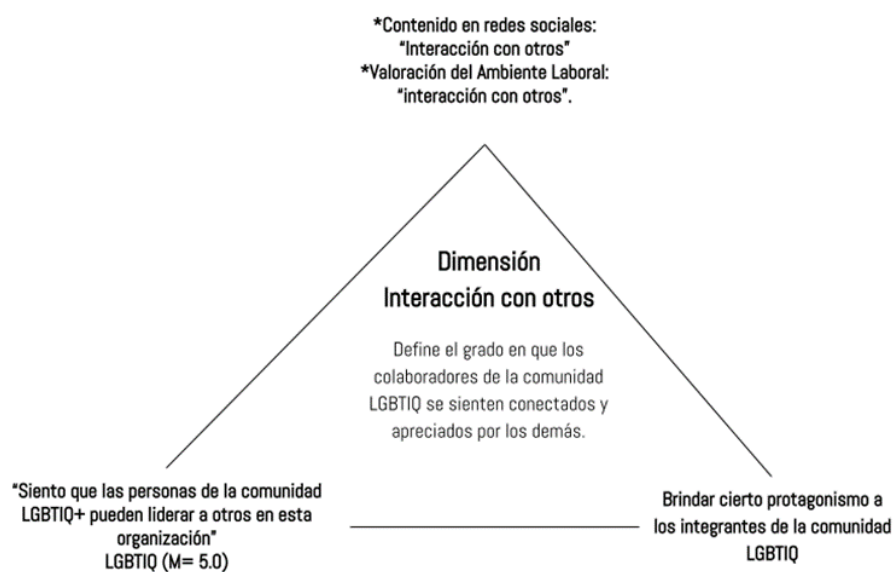 *Contenido en redes sociales:
“Interacción con otros”
*Valoración del Ambiente Laboral:
“interacción con otros”.
Dimensión
Interacción con otros
Define el grado en que los
colaboradores de la comunidad
LGBTIQ se sienten conectados y
apreciados por los demás.
“Siento que las personas de la comunidad
LGBTIQ+ pueden liderar a otros en esta
organización”
LGBTIQ (M= 5.0)
Brindar cierto protagonismo a
los integrantes de la comunidad
LGBTIQ